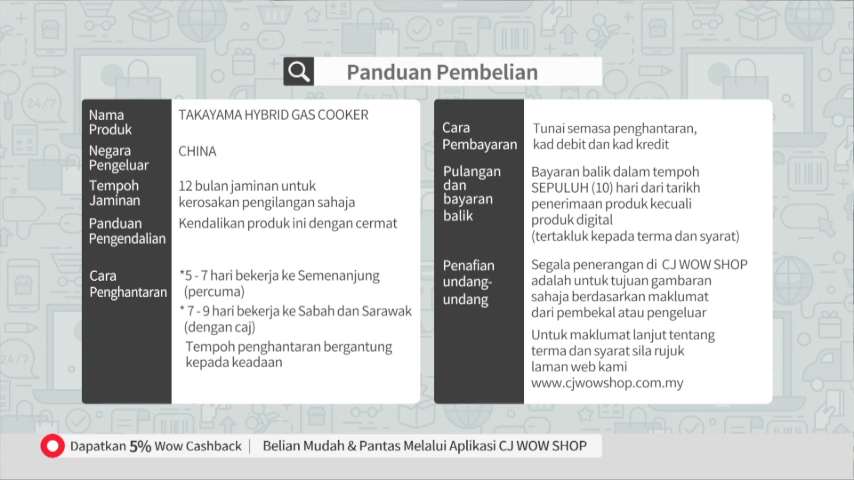 Panduan Pembelian
Nama
Produk
TAKAYAMA HYBRID GAS COOKER
Negara
Pengeluar
CHINA
Tempoh
Jaminan
12 bulan jaminan untuk
kerosakan pengilangan sahaja
Panduan
Pengendalian
Kendalikan produk ini dengan cermat
Cara
Penghantaran
*5 - 7 hari bekerja ke Semenanjung
(percuma)
* 7 - 9 hari bekerja ke Sabah dan Sarawak
(dengan caj)
Tempoh penghantaran bergantung
kepada keadaan
Cara
Pembayaran
Tunai semasa penghantaran,
kad debit dan kad kredit
Pulangan
dan
bayaran
balik
Bayaran balik dalam tempoh
SEPULUH (10) hari dari tarikh
penerimaan produk kecuali
produk digital
(tertakluk kepada terma dan syarat)
Penafian
undang-
undang
Segala penerangan di CJ WOW SHOP
adalah untuk tujuan gambaran
sahaja berdasarkan maklumat
dari pembekal atau pengeluar
Untuk maklumat lanjut tentang
terma dan syarat sila rujuk
laman web kami
www.cjwowshop.com.my
Dapatkan 5% Wow Cashback | Belian Mudah & Pantas Melalui Aplikasi CJ WOW SHOP
24/7
24/7